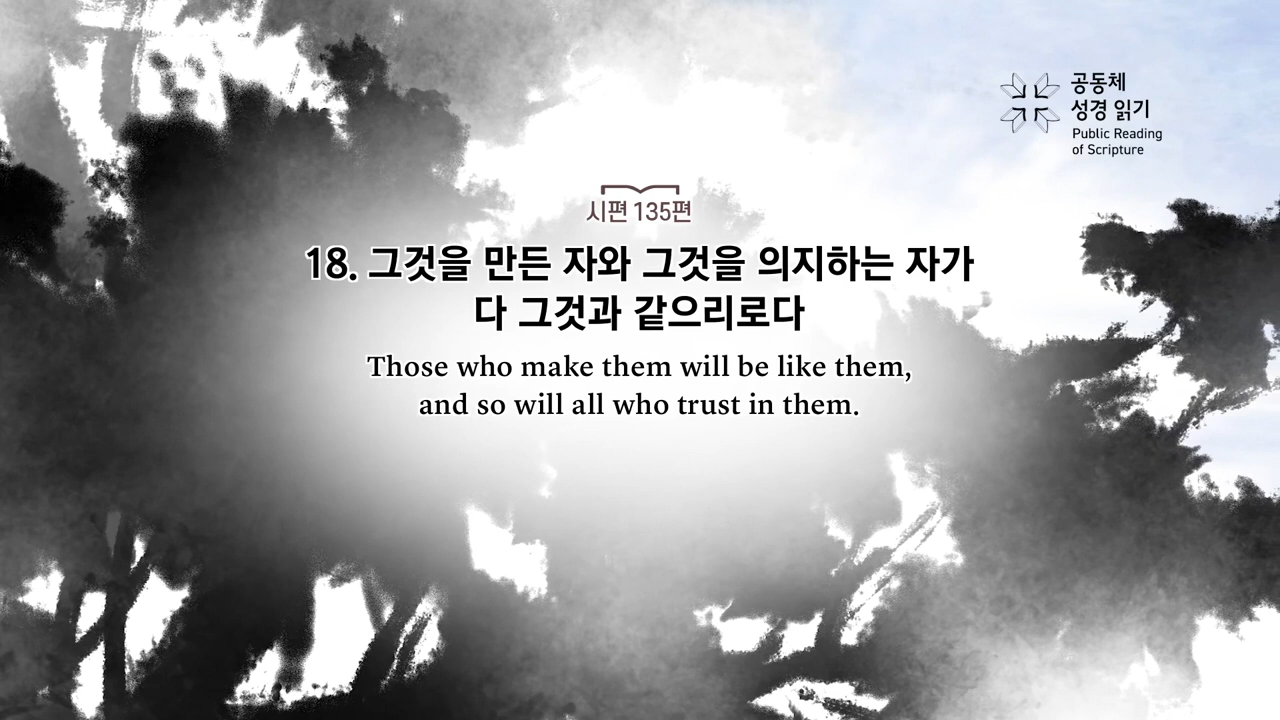 공동체
성경 읽기
Public Reading
of Scripture
시편 135편
18. 그것을 만든 자와 그것을 의지하는 자가
다 그것과 같으리로다
Those who make them will be like them,
and so will all who trust in them.